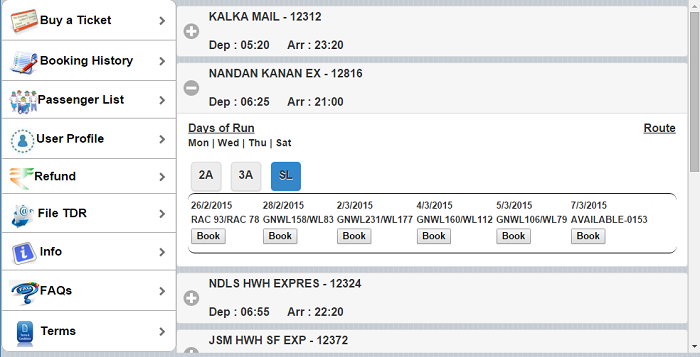 Buy a Ticket
Booking History
Passenger List
User Profile
Refund
File TDR
Info
FAQs
Terms
KALKA MAIL - 12312
Dep : 05:20 Arr : 23:20
NANDAN KANAN EX - 12816
Dep : 06:25 Arr : 21:00
Days of Run Route
Mon | Wed | Thu | Sat
2A 3A SL
26/2/2015 28/2/2015 2/3/2015 4/3/2015 5/3/2015 7/3/2015
RAC 93/RAC 78 GNWL158/WL83 GNWL231/WL177 GNWL160/WL112 GNWL106/WL79 AVAILABLE-0153
Book Book Book Book Book Book
NDLS HWH EXPRES - 12324
Dep : 06:55 Arr : 22:20
JSM HWH SF EXP - 12372